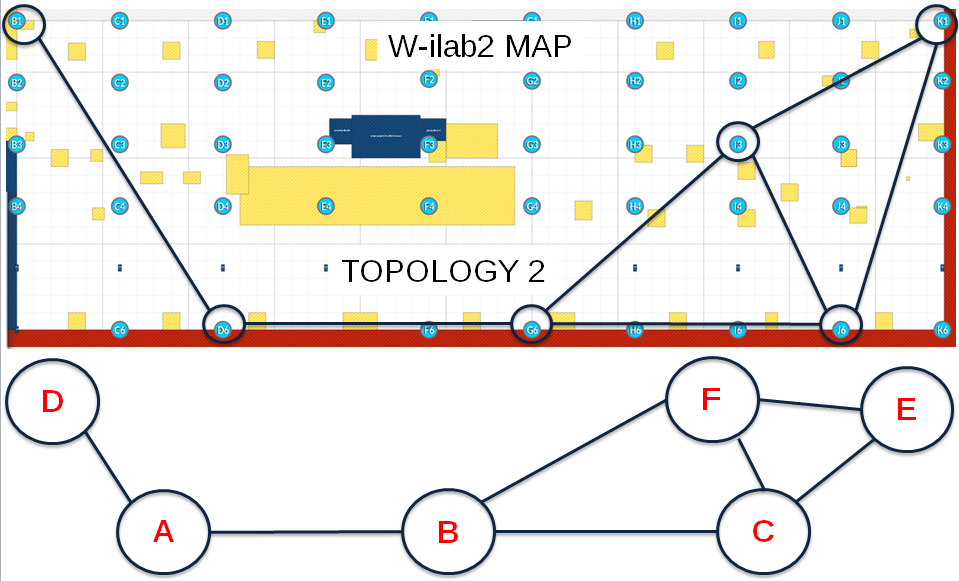 B1 C1 D1 E1 F1 G1 H1 I1 J1 K1
W-ilab2 MAP
B2 C2 D2 E2 F2 G2 H2 I2 K2
B3 C3 D3 E3 F3 G3 H3 I3 J3 K3
B4 C4 D4 E4 F4 G4 H4 I4 J4 K4
TOPOLOGY 2
C6 D6 F6 G6 H6 I6 J6 K6
D F E
A B C